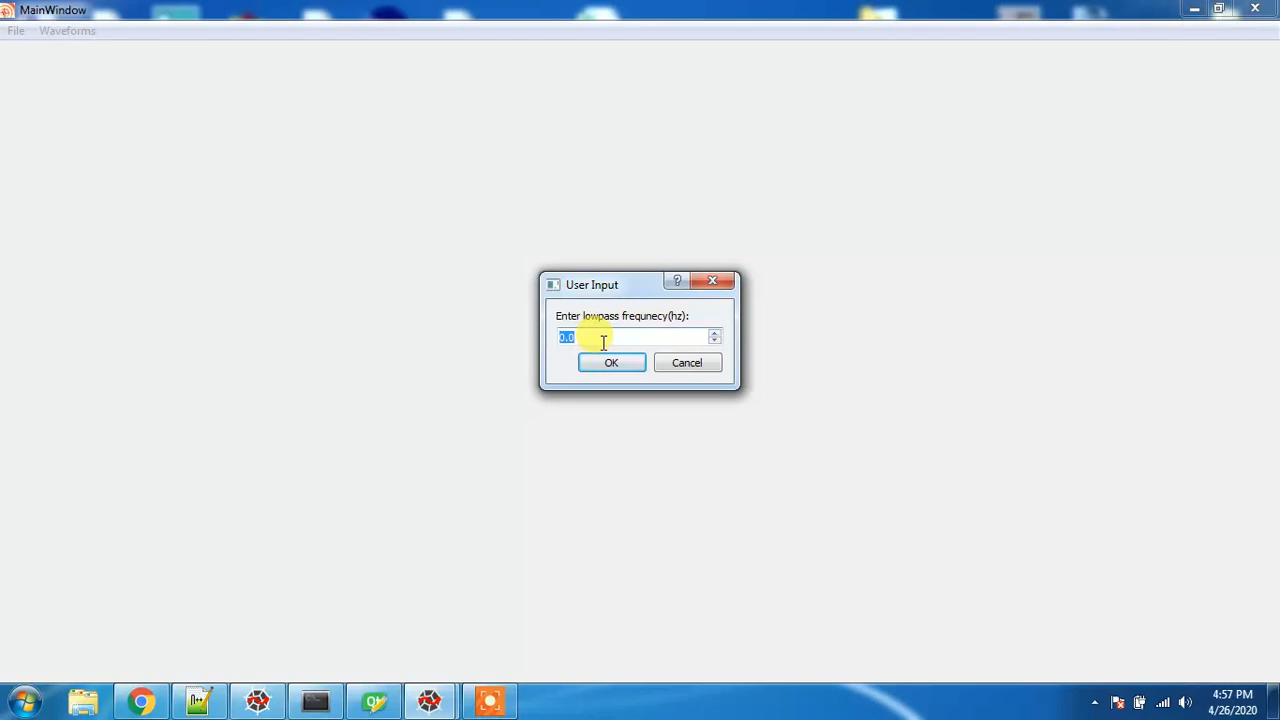 MainWindow
File Waveforms
User Input
Enter lowpass frequnecy(hz):
0.0
OK Cancel
4:57 PM
4/26/2020